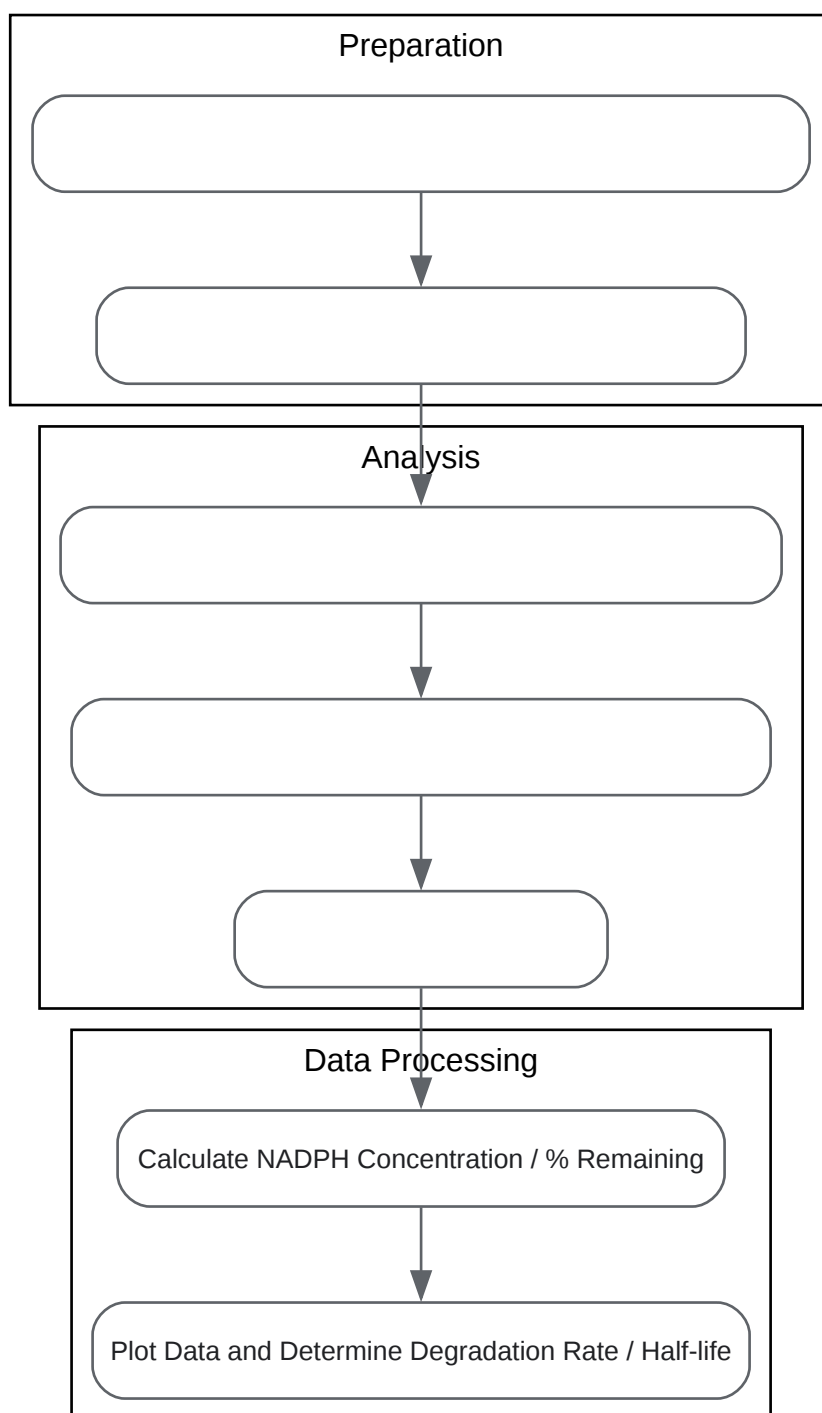 Preparation
Analysis
Data Processing
Calculate NADPH Concentration / % Remaining
Plot Data and Determine Degradation Rate / Half-life